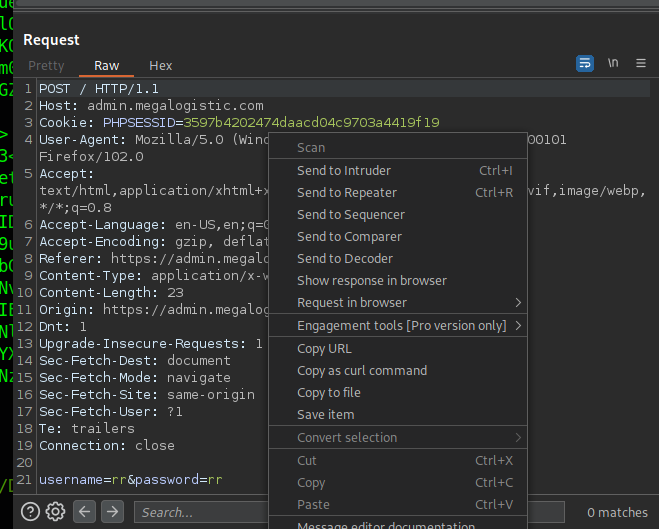 Request
Pretty Raw Hex \n
1 POST / HTTP/1.1
2 Host: admin.megalogistic.com
3 Cookie: PHPSESSID=3597b4202474daacd04c9703a4419f19
4 User-Agent: Mozilla/5.0 (Wind 00101
Firefox/102.0
5 Accept:
text/html,application/xhtml+x vif,image/webp,
*/*;q=0.8
6 Accept-Language: en-US,en;q=0
7 Accept-Encoding: gzip, deflat
8 Referer: https://admin.megalog
9 Content-Type: application/x-w
10 Content-Length: 23
11 Origin: https://admin.megalog
12 Dnt: 1
13 Upgrade-Insecure-Requests: 1
14 Sec-Fetch-Dest: document
15 Sec-Fetch-Mode: navigate
16 Sec-Fetch-Site: same-origin
17 Sec-Fetch-User: ?1
18 Te: trailers
19 Connection: close
20
21 username=rr&password=rr
Scan
Send to Intruder Ctrl+I
Send to Repeater Ctrl+R
Send to Sequencer
Send to Comparer
Send to Decoder
Show response in browser
Request in browser
Engagement tools [Pro version only]
Copy URL
Copy as curl command
Copy to file
Save item
Convert selection
Cut Ctrl+X
Copy Ctrl+C
Paste Ctrl+V
Message editor documentation
Search...
0 matches